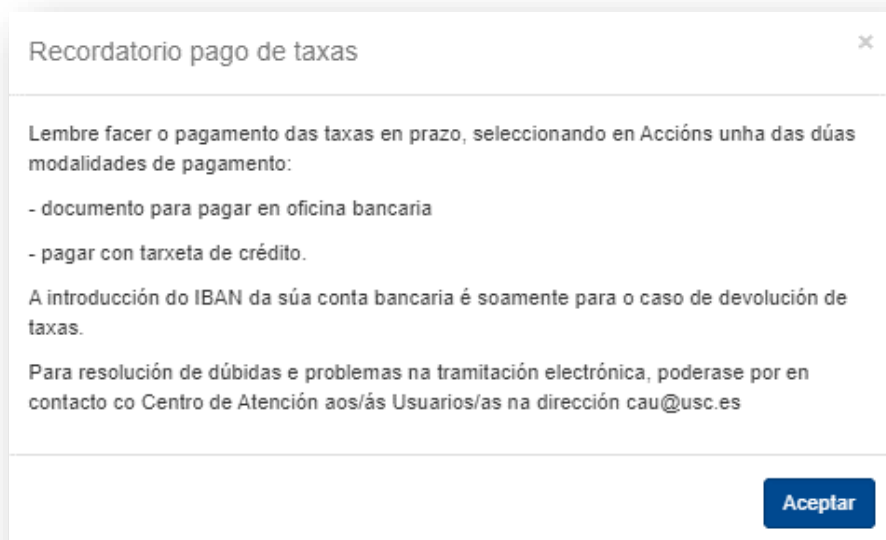 Recordatorio pago de taxas
×
Lembre facer o pagamento das taxas en prazo, seleccionando en Accións unha das dúas
modalidades de pagamento:
- documento para pagar en oficina bancaria
- pagar con tarxeta de crédito.
A introducción do IBAN da súa conta bancaria é soamente para o caso de devolución de
taxas.
Para resolución de dúbidas e problemas na tramitación electrónica, poderase por en
contacto co Centro de Atención aos/ás Usuarios/as na dirección cau@usc.es
Aceptar